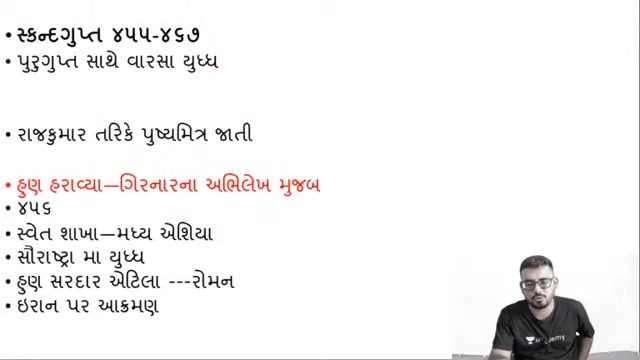 • સ્કન્દગુપ્ત ૪૫૫-૪૬૭
• પુરુગુપ્ત સાથે વારસા યુધ્ધ
• રાજકુમાર તરિકે પુષ્યમિત્ર જાતી
• હુણ હરાવ્યા—ગિરનારના અભિલેખ મુજબ
• ૪૫૬
• સ્વેત શાખા—મધ્ય એશિયા
• સૌરાષ્ટ્રા મા યુધ્ધ
• હુણ સરદાર એટિલા ---રોમન
• ઇરાન પર આક્રમણ